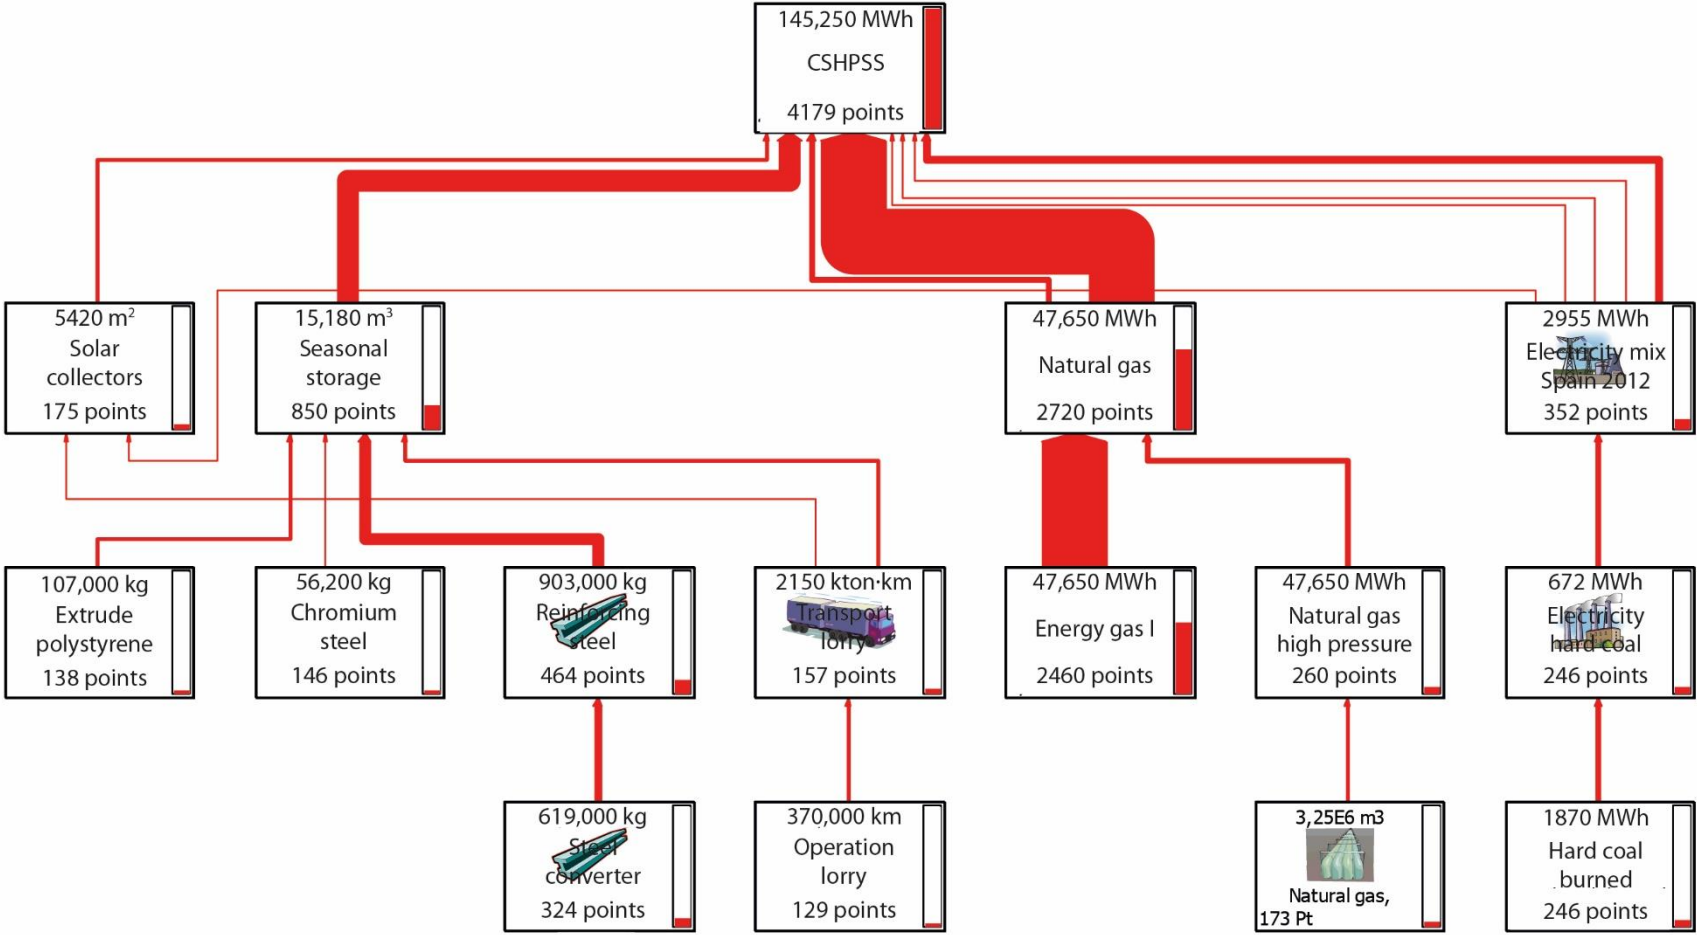 145,250 MWh
CSHPSS
4179 points
5420 m²
Solar
collectors
175 points
15,180 m³
Seasonal
storage
850 points
47,650 MWh
Natural gas
2720 points
2955 MWh
Electricity mix
Spain 2012
352 points
107,000 kg
Extrude
polystyrene
138 points
56,200 kg
Chromium
steel
146 points
903,000 kg
Reinforcing
steel
464 points
2150 kton·km
Transport
lorry
157 points
47,650 MWh
Energy gas I
2460 points
47,650 MWh
Natural gas
high pressure
260 points
672 MWh
Electricity
hard coal
246 points
619,000 kg
Steel
converter
324 points
370,000 km
Operation
lorry
129 points
3,25E6 m3
Natural gas,
173 Pt
1870 MWh
Hard coal
burned
246 points